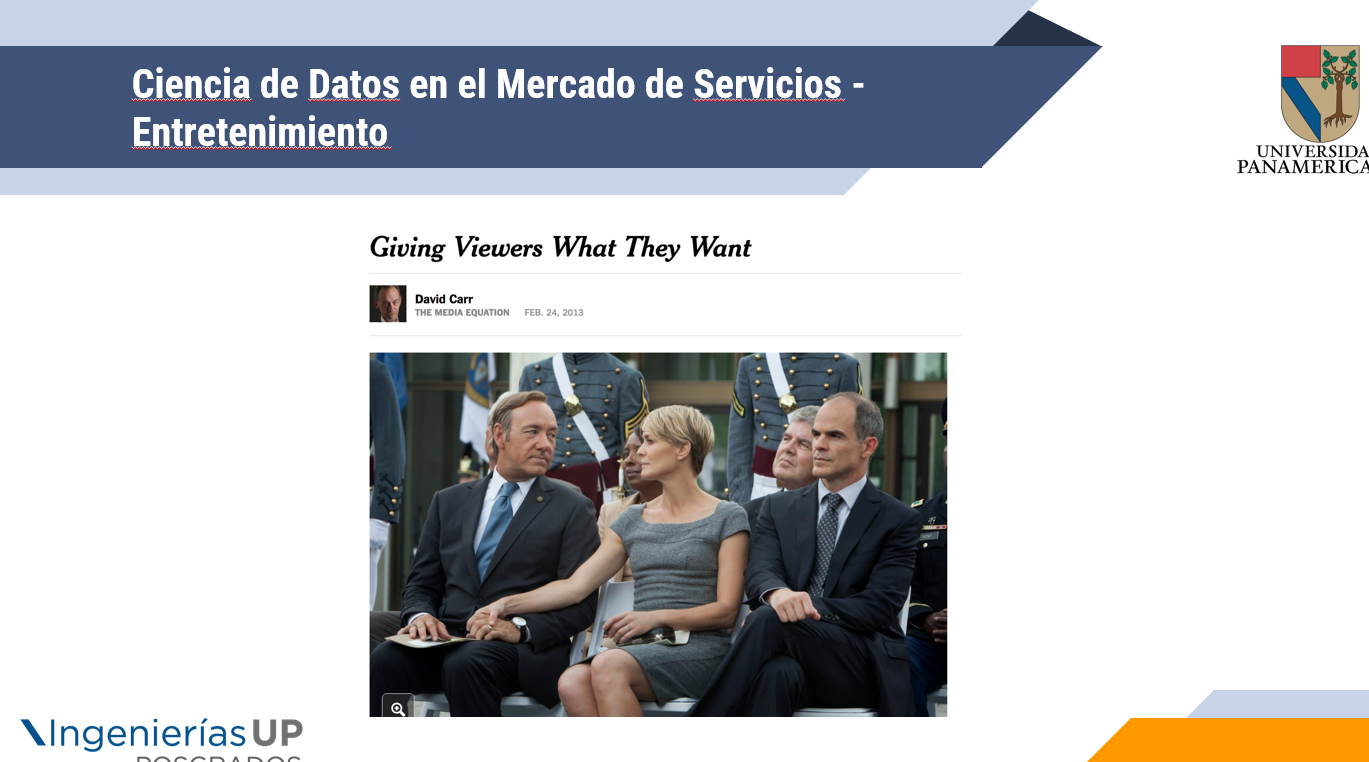 Ciencia de Datos en el Mercado de Servicios -
Entretenimiento
UNIVERSIDA
PANAMERICA
Giving Viewers What They Want
David Carr
THE MEDIA EQUATION FEB. 24, 2013
Ingenierías UP
POSGRADOS